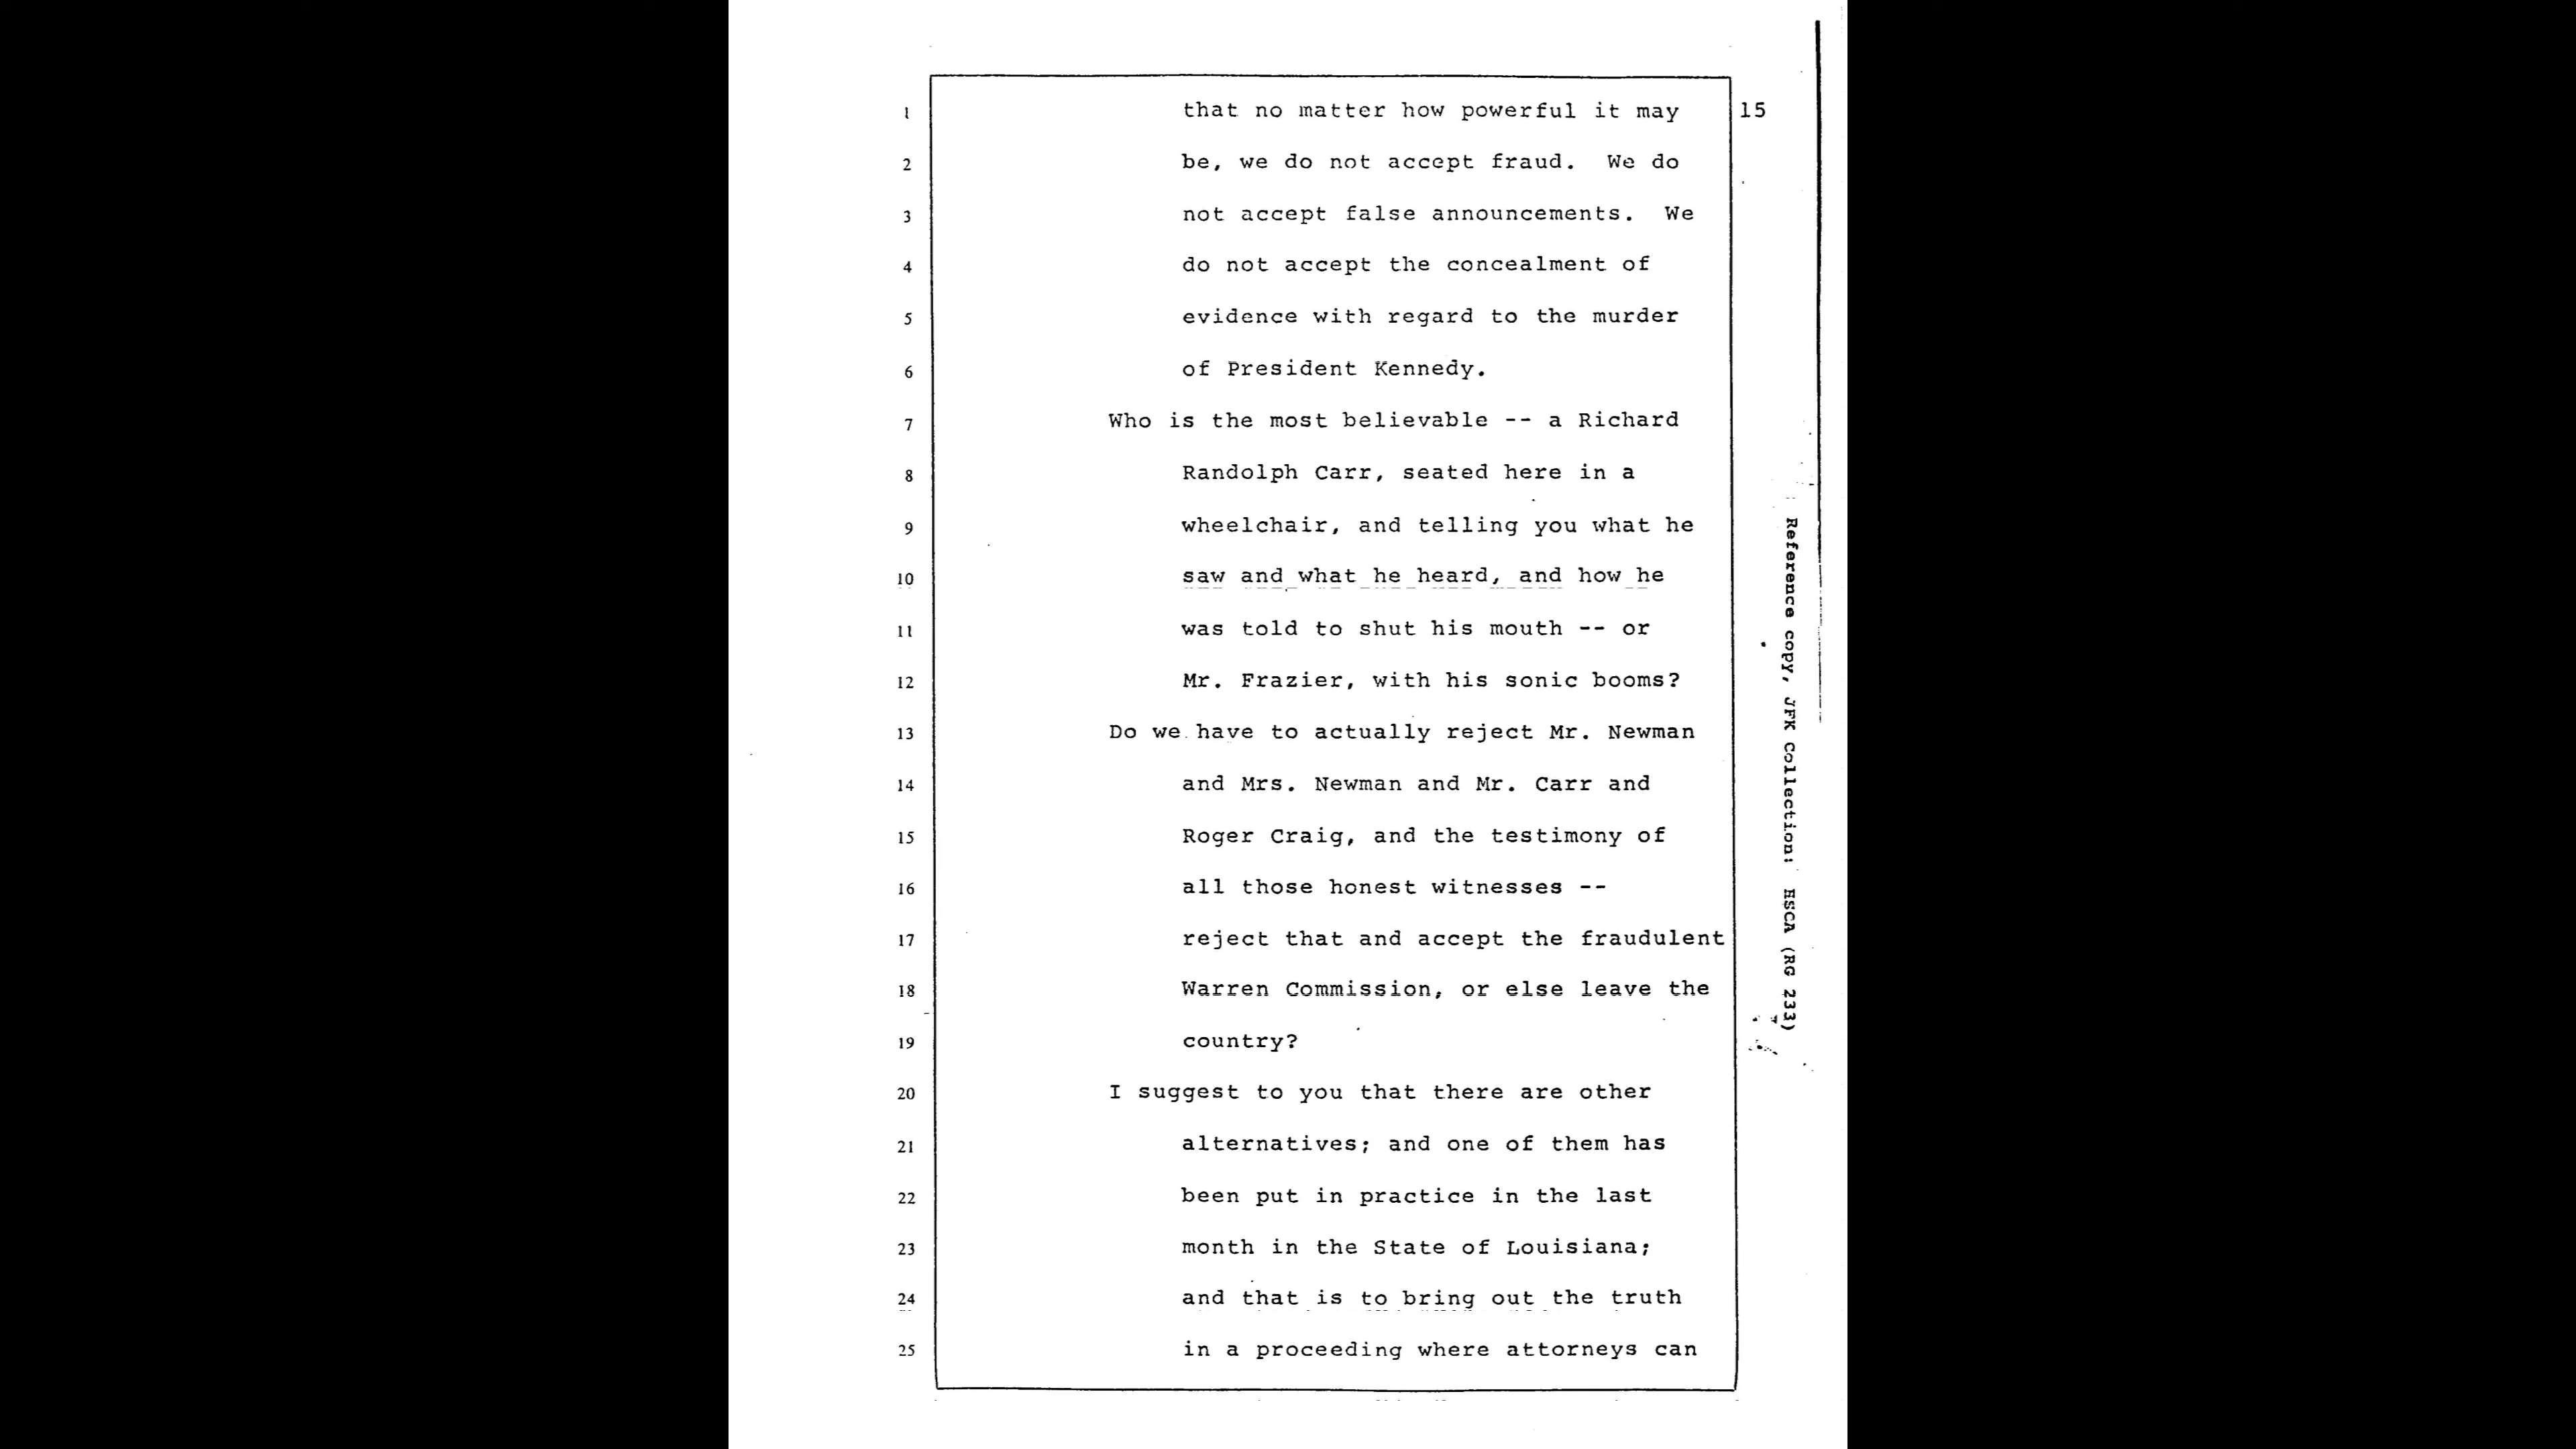 1 that no matter how powerful it may 15
2 be, we do not accept fraud. We do
3 not accept false announcements. We
4 do not accept the concealment of
5 evidence with regard to the murder
6 of President Kennedy.
7 Who is the most believable -- a Richard
8 Randolph Carr, seated here in a
9 wheelchair, and telling you what he
10 saw and what he heard, and how he
11 was told to shut his mouth -- or
12 Mr. Frazier, with his sonic booms?
13 Do we have to actually reject Mr. Newman
14 and Mrs. Newman and Mr. Carr and
15 Roger Craig, and the testimony of
16 all those honest witnesses --
17 reject that and accept the fraudulent
18 Warren Commission, or else leave the
19 country?
20 I suggest to you that there are other
21 alternatives; and one of them has
22 been put in practice in the last
23 month in the State of Louisiana;
24 and that is to bring out the truth
25 in a proceeding where attorneys can
Reference copy, JFK Collection: HSCA (RG 233)